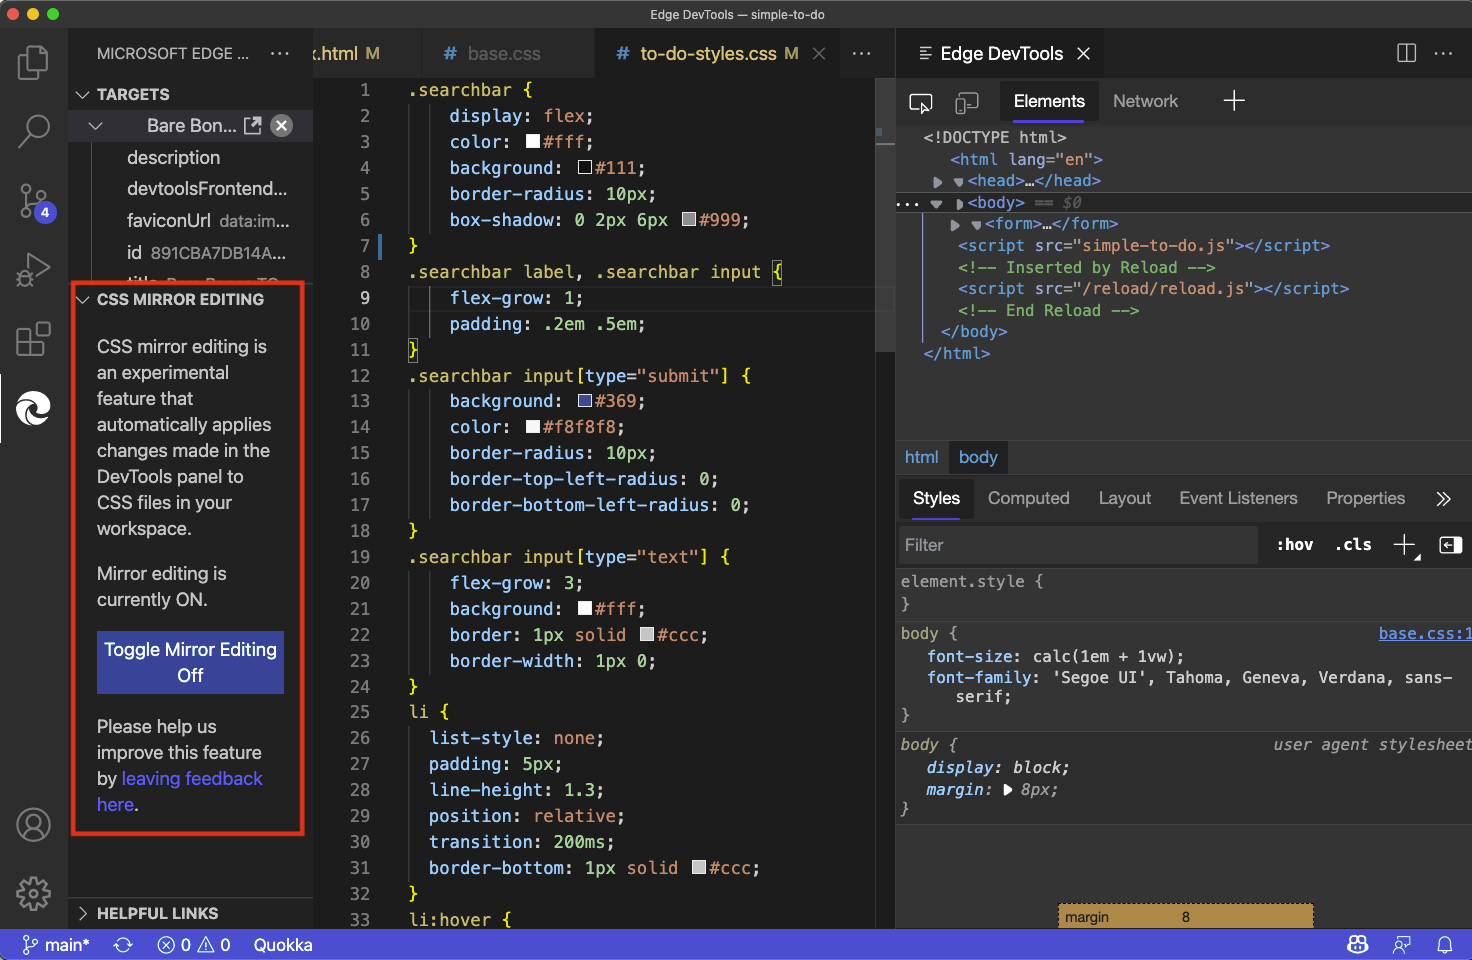 Edge DevTools — simple-to-do
MICROSOFT EDGE ...
TARGETS
Bare Bon...
description
devtoolsFrontend...
faviconUrl data:im...
id 891CBA7DB14A...
4
CSS MIRROR EDITING
CSS mirror editing is
an experimental
feature that
automatically applies
changes made in the
DevTools panel to
CSS files in your
workspace.
Mirror editing is
currently ON.
Toggle Mirror Editing
Off
Please help us
improve this feature
by leaving feedback
here.
HELPFUL LINKS
x.html M
# base.css
# to-do-styles.css M
1 .searchbar {
2 display: flex;
3 color: #fff;
4 background: #111;
5 border-radius: 10px;
6 box-shadow: 0 2px 6px #999;
7 }
8 .searchbar label, .searchbar input {
9 flex-grow: 1;
10 padding: .2em .5em;
11 }
12 .searchbar input[type="submit"] {
13 background: #369;
14 color: #f8f8f8;
15 border-radius: 10px;
16 border-top-left-radius: 0;
17 border-bottom-left-radius: 0;
18 }
19 .searchbar input[type="text"] {
20 flex-grow: 3;
21 background: #fff;
22 border: 1px solid #ccc;
23 border-width: 1px 0;
24 }
25 li {
26 list-style: none;
27 padding: 5px;
28 line-height: 1.3;
29 position: relative;
30 transition: 200ms;
31 border-bottom: 1px solid #ccc;
32 }
33 li:hover {
Edge DevTools
Elements Network
<!DOCTYPE html>
<html lang="en">
<head>…</head>
<body> == $0
<form>…</form>
<script src="simple-to-do.js"></script>
<!-- Inserted by Reload -->
<script src="/reload/reload.js"></script>
<!-- End Reload -->
</body>
</html>
html body
Styles Computed Layout Event Listeners Properties
Filter :hov .cls
element.style {
}
body { base.css:1
font-size: calc(1em + 1vw);
font-family: 'Segoe UI', Tahoma, Geneva, Verdana, sans-
serif;
}
body { user agent stylesheet
display: block;
margin: 8px;
}
margin 8
main* 0 0 Quokka